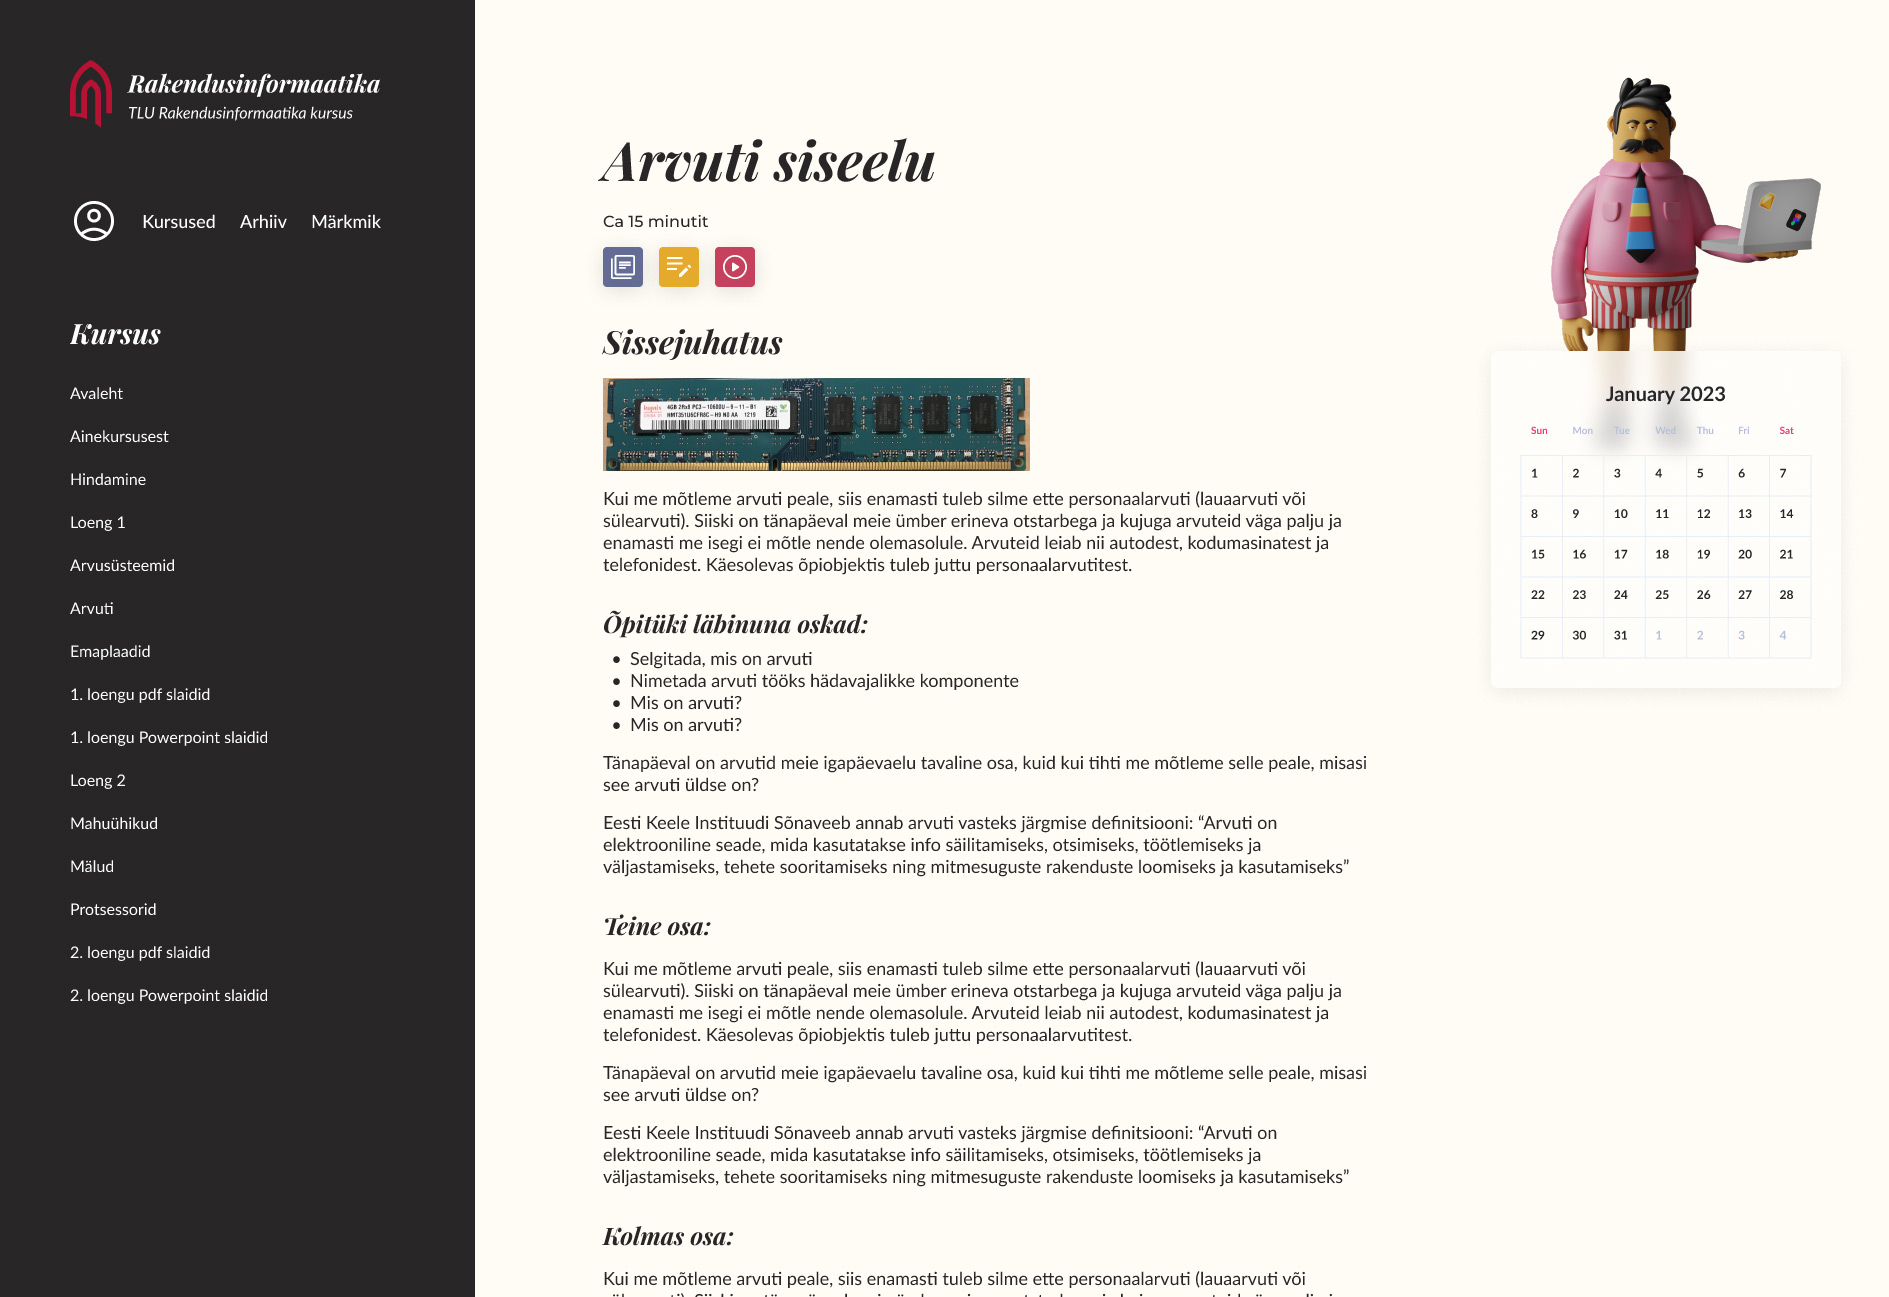 Rakendusinformaatika
TLU Rakendusinformaatika kursus
Kursused Arhiiv Märkmik
Kursus
Avaleht
Ainekursusest
Hindamine
Loeng 1
Arvusüsteemid
Arvuti
Emaplaadid
1. loengu pdf slaidid
1. loengu Powerpoint slaidid
Loeng 2
Mahuühikud
Mälud
Protsessorid
2. loengu pdf slaidid
2. loengu Powerpoint slaidid
Arvuti siseelu
Ca 15 minutit
Sissejuhatus
4GB 2Rx8 PC3-10600U-9-11-B1
HMT351U6CFR8C-H9 N0 AA 1219
Kui me mõtleme arvuti peale, siis enamasti tuleb silme ette personaalarvuti (lauaarvuti või
sülearvuti). Siiski on tänapäeval meie ümber erineva otstarbega ja kujuga arvuteid väga palju ja
enamasti me isegi ei mõtle nende olemasolule. Arvuteid leiab nii autodest, kodumasinatest ja
telefonidest. Käesolevas õpiobjektis tuleb juttu personaalarvutitest.
Õpitüki läbinuna oskad:
• Selgitada, mis on arvuti
• Nimetada arvuti tööks hädavajalikke komponente
• Mis on arvuti?
• Mis on arvuti?
Tänapäeval on arvutid meie igapäevaelu tavaline osa, kuid kui tihti me mõtleme selle peale, misasi
see arvuti üldse on?
Eesti Keele Instituudi Sõnaveeb annab arvuti vasteks järgmise definitsiooni: “Arvuti on
elektrooniline seade, mida kasutatakse info säilitamiseks, otsimiseks, töötlemiseks ja
väljastamiseks, tehete sooritamiseks ning mitmesuguste rakenduste loomiseks ja kasutamiseks”
Teine osa:
Kui me mõtleme arvuti peale, siis enamasti tuleb silme ette personaalarvuti (lauaarvuti või
sülearvuti). Siiski on tänapäeval meie ümber erineva otstarbega ja kujuga arvuteid väga palju ja
enamasti me isegi ei mõtle nende olemasolule. Arvuteid leiab nii autodest, kodumasinatest ja
telefonidest. Käesolevas õpiobjektis tuleb juttu personaalarvutitest.
Tänapäeval on arvutid meie igapäevaelu tavaline osa, kuid kui tihti me mõtleme selle peale, misasi
see arvuti üldse on?
Eesti Keele Instituudi Sõnaveeb annab arvuti vasteks järgmise definitsiooni: “Arvuti on
elektrooniline seade, mida kasutatakse info säilitamiseks, otsimiseks, töötlemiseks ja
väljastamiseks, tehete sooritamiseks ning mitmesuguste rakenduste loomiseks ja kasutamiseks”
Kolmas osa:
Kui me mõtleme arvuti peale, siis enamasti tuleb silme ette personaalarvuti (lauaarvuti või
January 2023
Sun Mon Tue Wed Thu Fri Sat
1 2 3 4 5 6 7
8 9 10 11 12 13 14
15 16 17 18 19 20 21
22 23 24 25 26 27 28
29 30 31 1 2 3 4